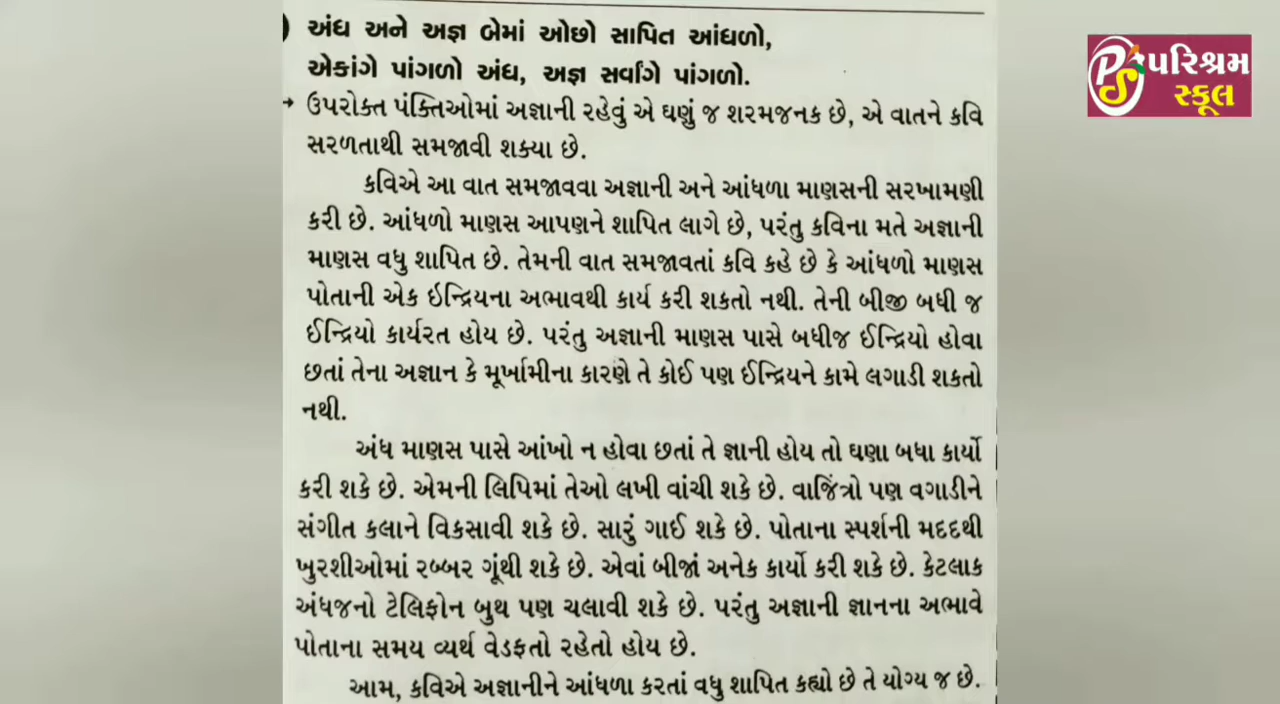 અંધ અને અજ્ઞ બેમાં ઓછો સાપિત આંધળો,
એકાંગે પાંગળો અંધ, અજ્ઞ સર્વાંગે પાંગળો.
→ ઉપરોક્ત પંક્તિઓમાં અજ્ઞાની રહેવું એ ઘણું જ શરમજનક છે, એ વાતને કવિ
સરળતાથી સમજાવી શક્યા છે.
કવિએ આ વાત સમજાવવા અજ્ઞાની અને આંધળા માણસની સરખામણી
કરી છે. આંધળો માણસ આપણને શાપિત લાગે છે, પરંતુ કવિના મતે અજ્ઞાની
માણસ વધુ શાપિત છે. તેમની વાત સમજાવતાં કવિ કહે છે કે આંધળો માણસ
પોતાની એક ઇન્દ્રિયના અભાવથી કાર્ય કરી શકતો નથી. તેની બીજી બધી જ
ઈન્દ્રિયો કાર્યરત હોય છે. પરંતુ અજ્ઞાની માણસ પાસે બધીજ ઈન્દ્રિયો હોવા
છતાં તેના અજ્ઞાન કે મૂર્ખામીના કારણે તે કોઈ પણ ઈન્દ્રિયને કામે લગાડી શકતો
નથી.
અંધ માણસ પાસે આંખો ન હોવા છતાં તે જ્ઞાની હોય તો ઘણા બધા કાર્યો
કરી શકે છે. એમની લિપિમાં તેઓ લખી વાંચી શકે છે. વાજિંત્રો પણ વગાડીને
સંગીત કલાને વિકસાવી શકે છે. સારું ગાઈ શકે છે. પોતાના સ્પર્શની મદદથી
ખુરશીઓમાં રબ્બર ગૂંથી શકે છે. એવાં બીજાં અનેક કાર્યો કરી શકે છે. કેટલાક
અંધજનો ટેલિફોન બુથ પણ ચલાવી શકે છે. પરંતુ અજ્ઞાની જ્ઞાનના અભાવે
પોતાના સમય વ્યર્થ વેડફતો રહેતો હોય છે.
આમ, કવિએ અજ્ઞાનીને આંધળા કરતાં વધુ શાપિત કહ્યો છે તે યોગ્ય જ છે.
PS પરિશ્રમ
સ્કૂલ